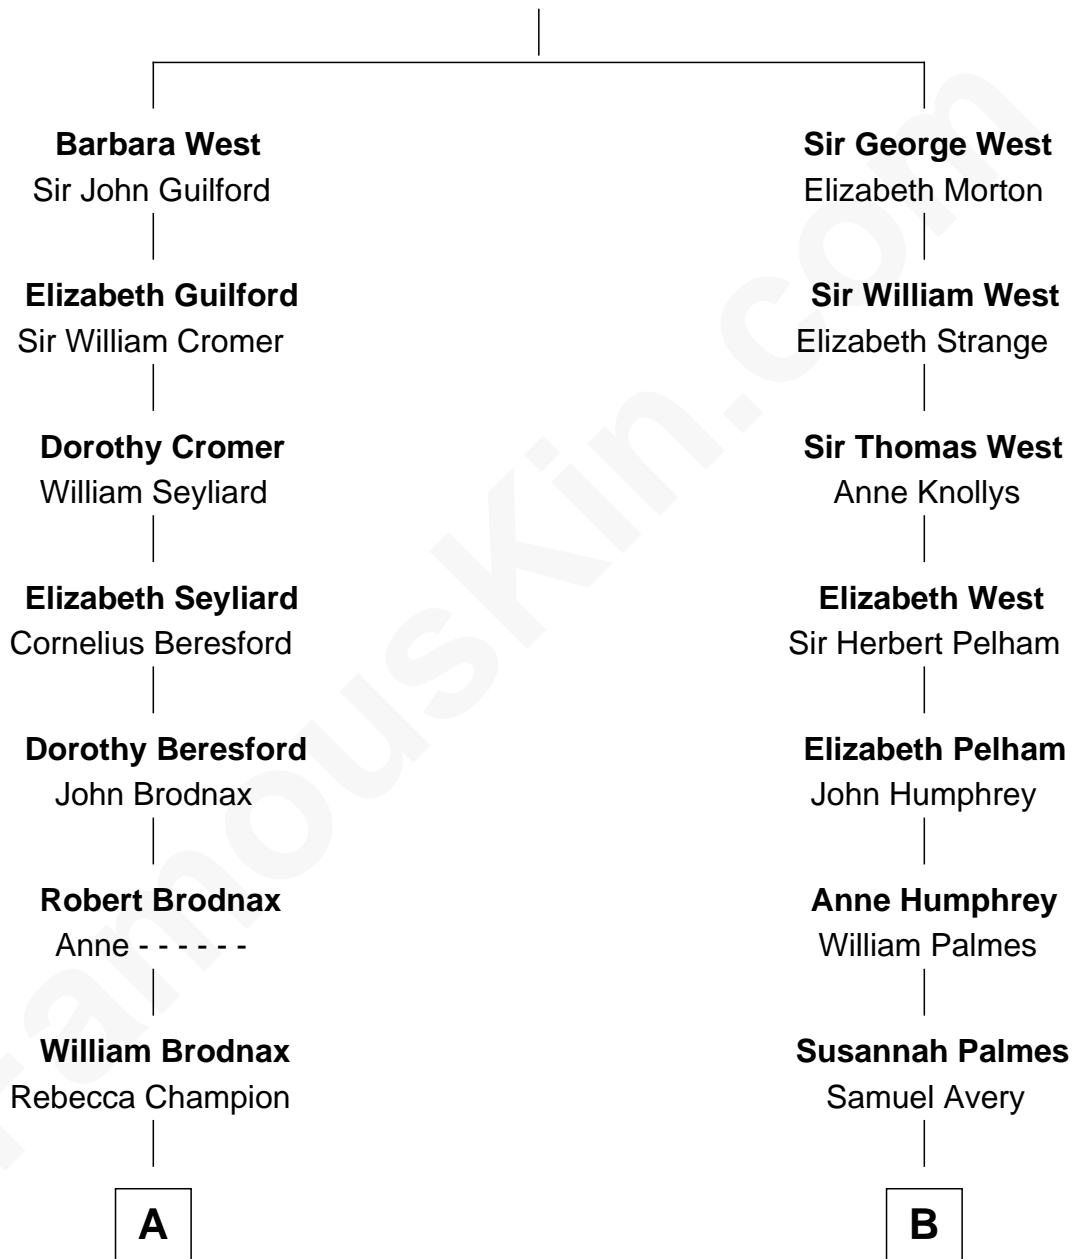 Barbara West
Sir John Guilford
Elizabeth Guilford
Sir William Cromer
Dorothy Cromer
William Seyliard
Elizabeth Seyliard
Cornelius Beresford
Dorothy Beresford
John Brodnax
Robert Brodnax
Anne - - - - - -
William Brodnax
Rebecca Champion
A
Sir George West
Elizabeth Morton
Sir William West
Elizabeth Strange
Sir Thomas West
Anne Knollys
Elizabeth West
Sir Herbert Pelham
Elizabeth Pelham
John Humphrey
Anne Humphrey
William Palmes
Susannah Palmes
Samuel Avery
B
FamousKin.com